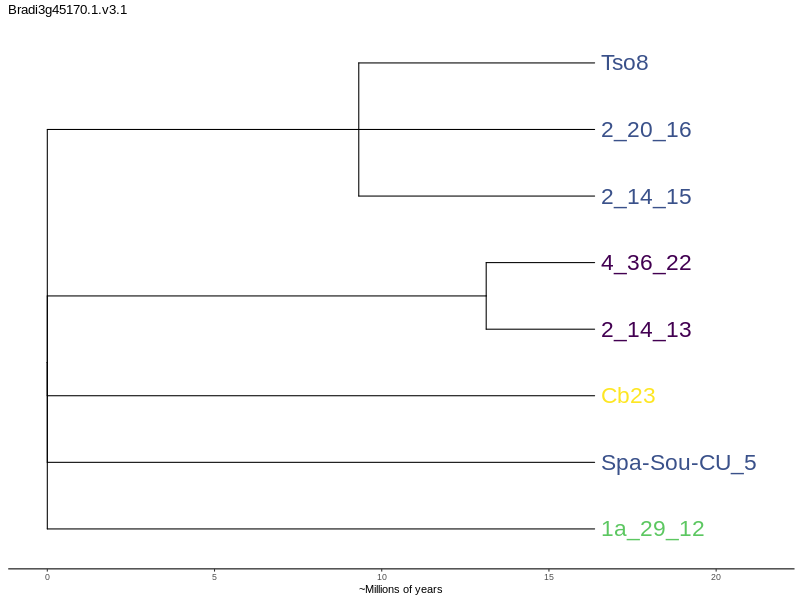 Bradi3g45170.1.v3.1
Tso8
2_20_16
2_14_15
4_36_22
2_14_13
Cb23
Spa-Sou-CU_5
1a_29_12
0 5 10 15 20
~Millions of years